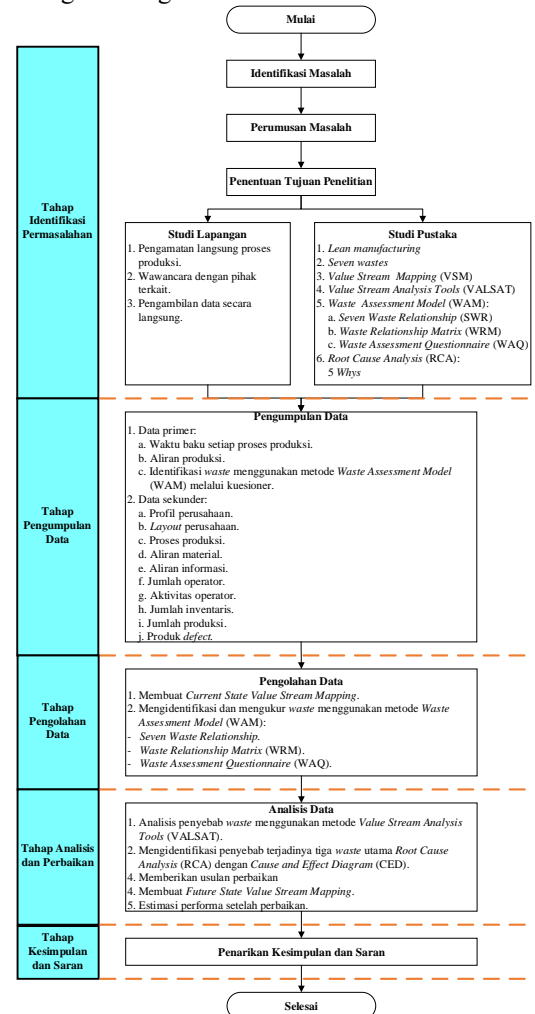 Mulai
Identifikasi Masalah
Perumusan Masalah
Penentuan Tujuan Penelitian
Tahap
Identifikasi
Permasalahan
Studi Lapangan
1. Pengamatan langsung proses
produksi.
2. Wawancara dengan pihak
terkait.
3. Pengambilan data secara
langsung.
Studi Pustaka
1. Lean manufacturing
2. Seven wastes
3. Value Stream Mapping (VSM)
4. Value Stream Analysis Tools (VALSAT)
5. Waste Assessment Model (WAM):
a. Seven Waste Relationship (SWR)
b. Waste Relationship Matrix (WRM)
c. Waste Assessment Questionnaire (WAQ)
6. Root Cause Analysis (RCA):
5 Whys
Tahap
Pengumpulan
Data
Pengumpulan Data
1. Data primer:
a. Waktu baku setiap proses produksi.
b. Aliran produksi.
c. Identifikasi waste menggunakan metode Waste Assessment Model
(WAM) melalui kuesioner.
2. Data sekunder:
a. Profil perusahaan.
b. Layout perusahaan.
c. Proses produksi.
d. Aliran material.
e. Aliran informasi.
f. Jumlah operator.
g. Aktivitas operator.
h. Jumlah inventaris.
i. Jumlah produksi.
j. Produk defect.
Tahap
Pengolahan
Data
Pengolahan Data
1. Membuat Current State Value Stream Mapping.
2. Mengidentifikasi dan mengukur waste menggunakan metode Waste
Assessment Model (WAM):
- Seven Waste Relationship.
- Waste Relationship Matrix (WRM).
- Waste Assessment Questionnaire (WAQ).
Tahap Analisis
dan Perbaikan
Analisis Data
1. Analisis penyebab waste menggunakan metode Value Stream Analysis
Tools (VALSAT).
2. Mengidentifikasi penyebab terjadinya tiga waste utama Root Cause
Analysis (RCA) dengan Cause and Effect Diagram (CED).
4. Memberikan usulan perbaikan
4. Membuat Future State Value Stream Mapping.
5. Estimasi performa setelah perbaikan.
Tahap
Kesimpulan
dan Saran
Penarikan Kesimpulan dan Saran
Selesai